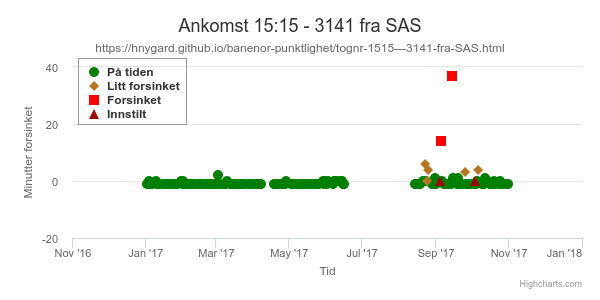 Ankomst 15:15 - 3141 fra SAS
https://hnygard.github.io/banenor-punktlighet/tognr-1515---3141-fra-SAS.html
På tiden
Litt forsinket
Forsinket
Innstilt
Minutter forsinket
40
20
0
-20
Nov '16
Jan '17
Mar '17
May '17
Jul '17
Sep '17
Nov '17
Jan '18
Tid
Highcharts.com